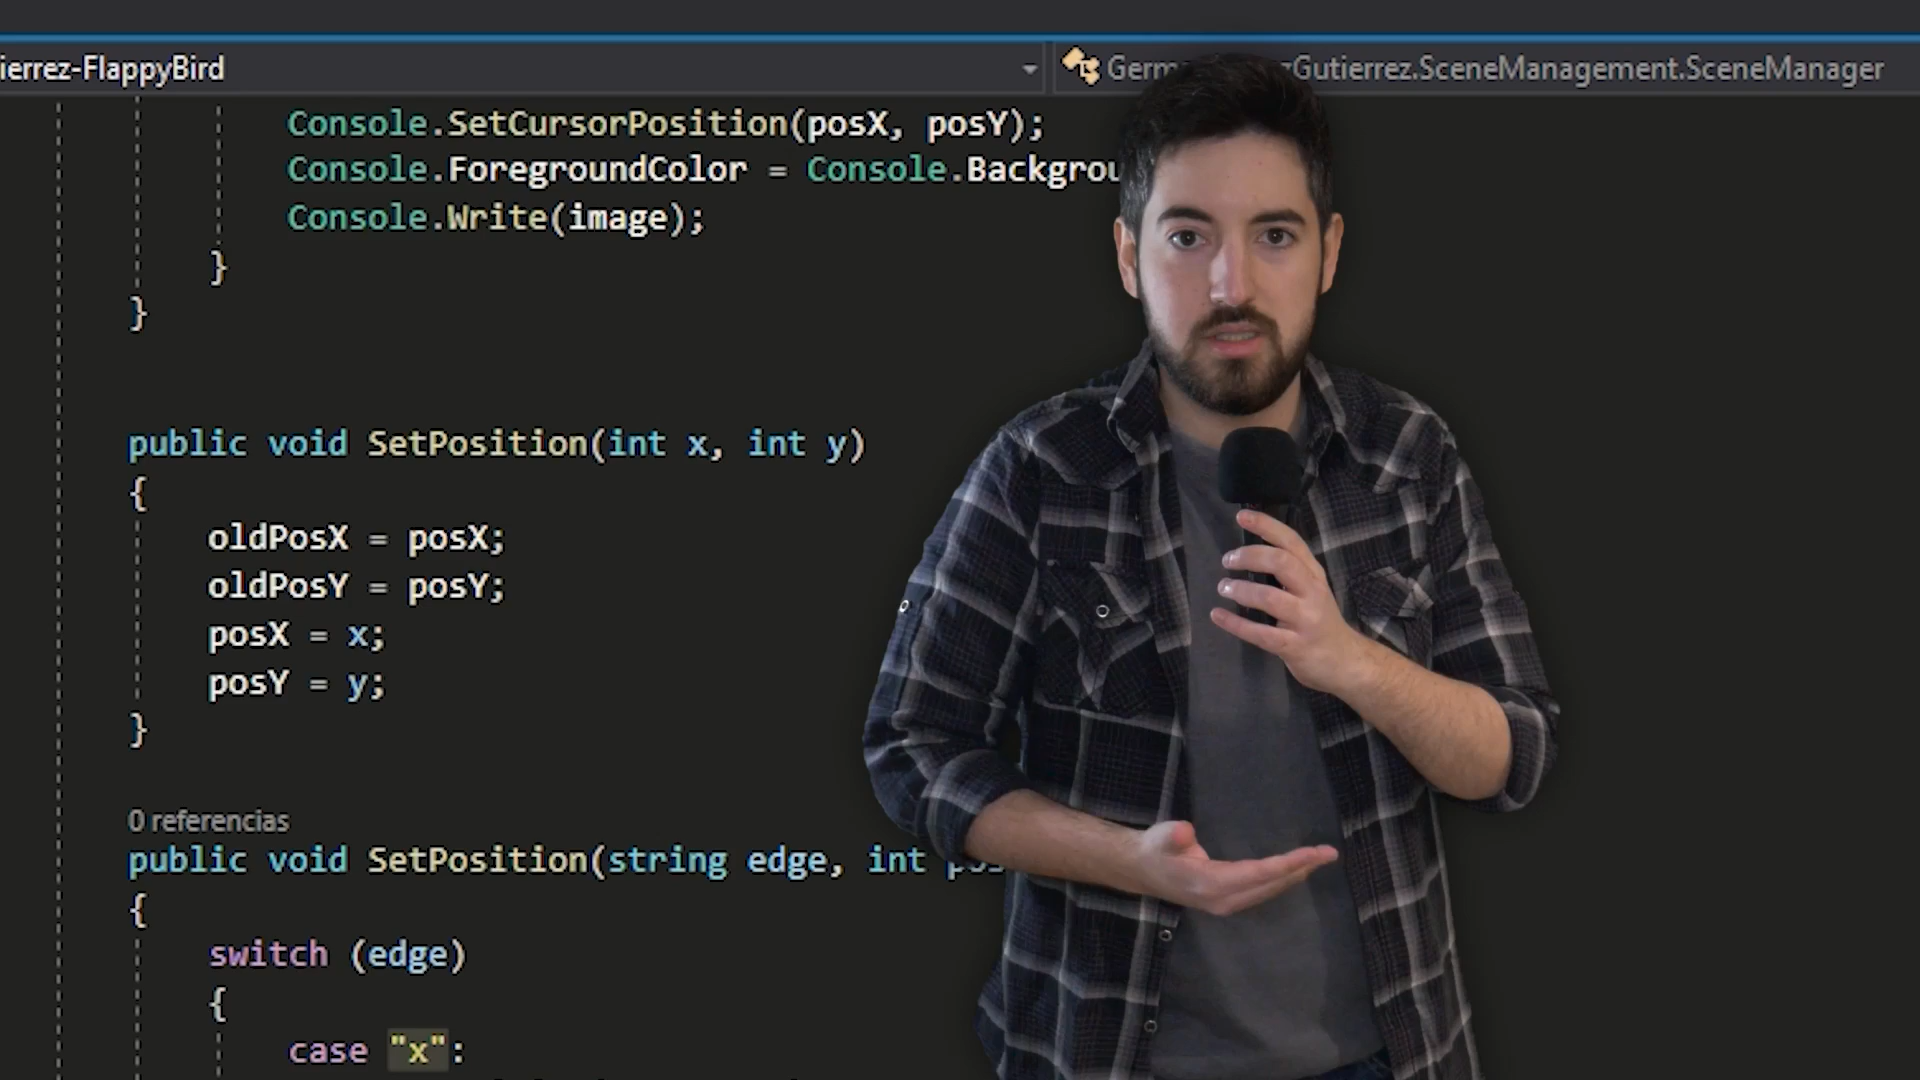 ierrez-FlappyBird
Gutierrez.SceneManagement.SceneManager
Console.SetCursorPosition(posX, posY);
Console.ForegroundColor = Console.Backgrou
Console.Write(image);
}
}
public void SetPosition(int x, int y)
{
oldPosX = posX;
oldPosY = posY;
posX = x;
posY = y;
}
0 referencias
public void SetPosition(string edge, int pos
{
switch (edge)
{
case "x":